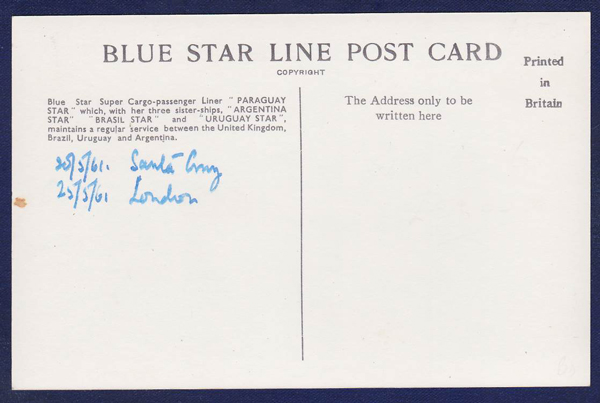 BLUE STAR LINE POST CARD
COPYRIGHT
Printed
in
Britain
Blue Star Super Cargo-passenger Liner "PARAGUAY
STAR" which, with her three sister-ships, "ARGENTINA
STAR" "BRASIL STAR" and "URUGUAY STAR",
maintains a regular service between the United Kingdom,
Brazil, Uruguay and Argentina.
The Address only to be
written here
20/5/61. Santa Cruz
25/5/61 London